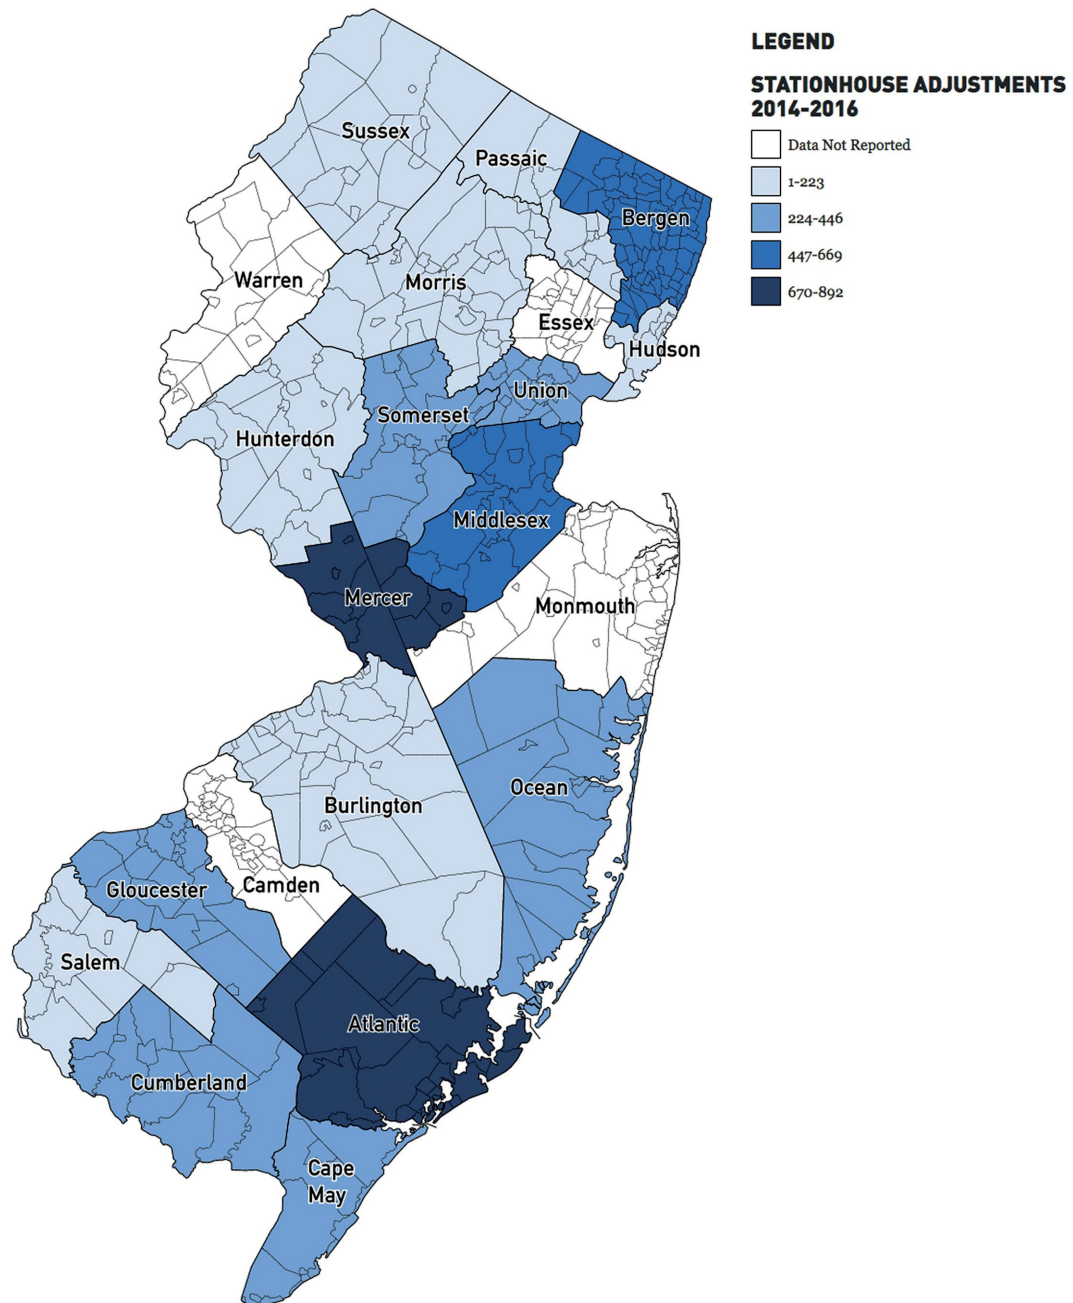 LEGEND
STATIONHOUSE ADJUSTMENTS
2014-2016
Data Not Reported
1-223
224-446
447-669
670-892
Sussex
Passaic
Bergen
Warren
Morris
Essex
Hudson
Union
Somerset
Hunterdon
Middlesex
Mercer
Monmouth
Ocean
Burlington
Camden
Gloucester
Salem
Atlantic
Cumberland
Cape
May